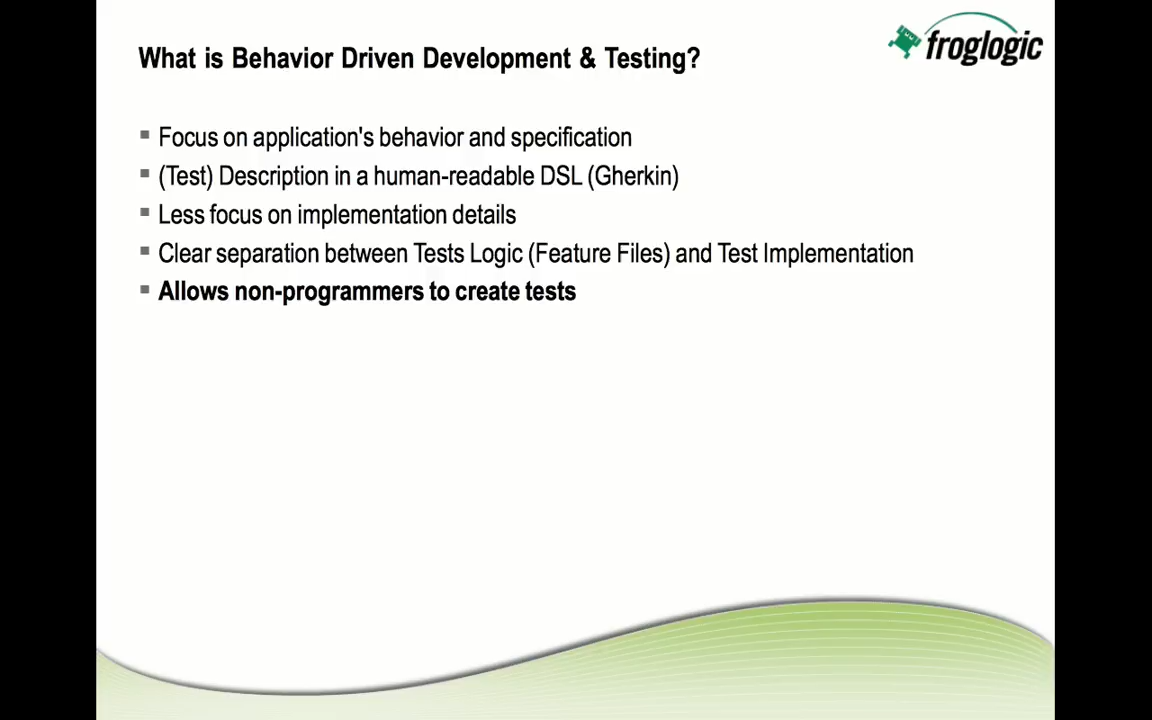 What is Behavior Driven Development & Testing?
froglogic
Focus on application's behavior and specification
(Test) Description in a human-readable DSL (Gherkin)
Less focus on implementation details
Clear separation between Tests Logic (Feature Files) and Test Implementation
Allows non-programmers to create tests